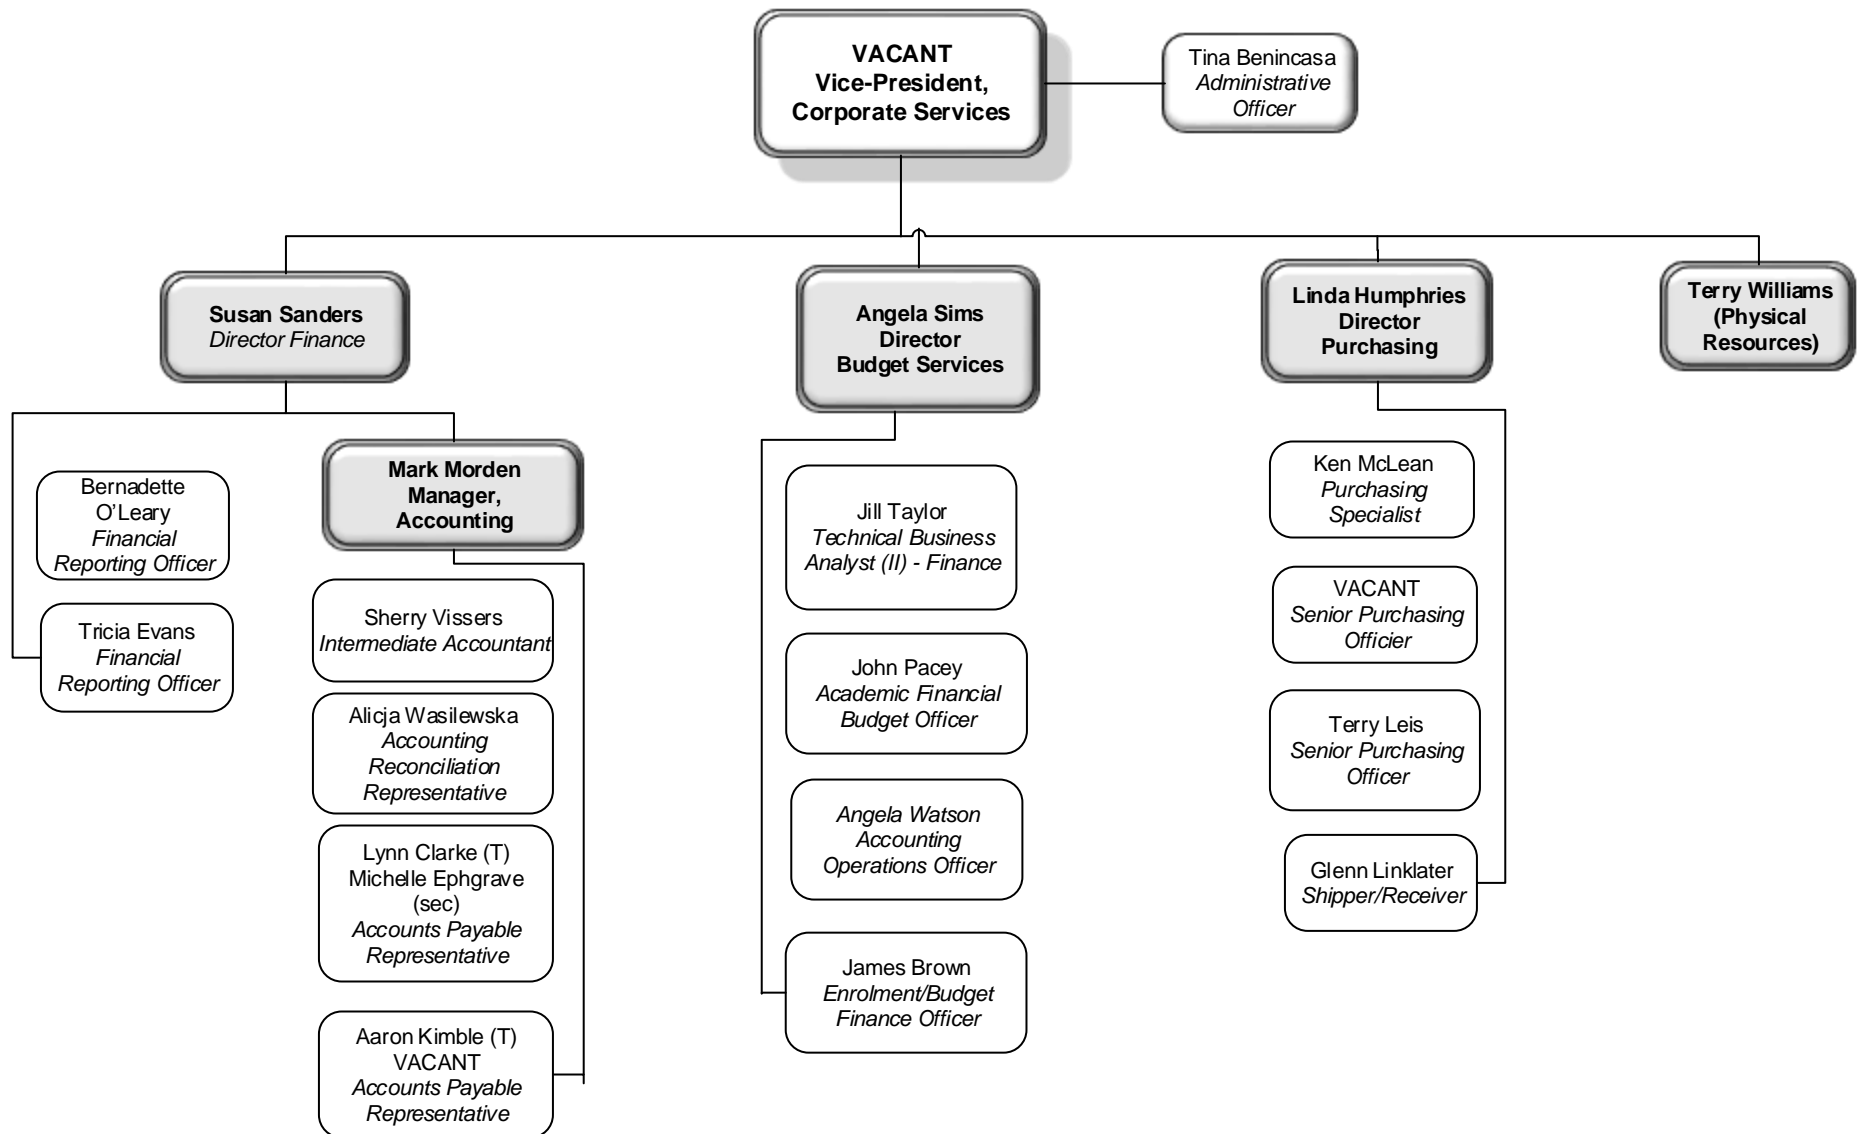 VACANT
Vice-President,
Corporate Services
Tina Benincasa
Administrative
Officer
Susan Sanders
Director Finance
Angela Sims
Director
Budget Services
Linda Humphries
Director
Purchasing
Terry Williams
(Physical
Resources)
Bernadette
O'Leary
Financial
Reporting Officer
Tricia Evans
Financial
Reporting Officer
Mark Morden
Manager,
Accounting
Sherry Vissers
Intermediate Accountant
Alicja Wasilewska
Accounting
Reconciliation
Representative
Lynn Clarke (T)
Michelle Ephgrave
(sec)
Accounts Payable
Representative
Aaron Kimble (T)
VACANT
Accounts Payable
Representative
Jill Taylor
Technical Business
Analyst (II) - Finance
John Pacey
Academic Financial
Budget Officer
Angela Watson
Accounting
Operations Officer
James Brown
Enrolment/Budget
Finance Officer
Ken McLean
Purchasing
Specialist
VACANT
Senior Purchasing
Officier
Terry Leis
Senior Purchasing
Officer
Glenn Linklater
Shipper/Receiver